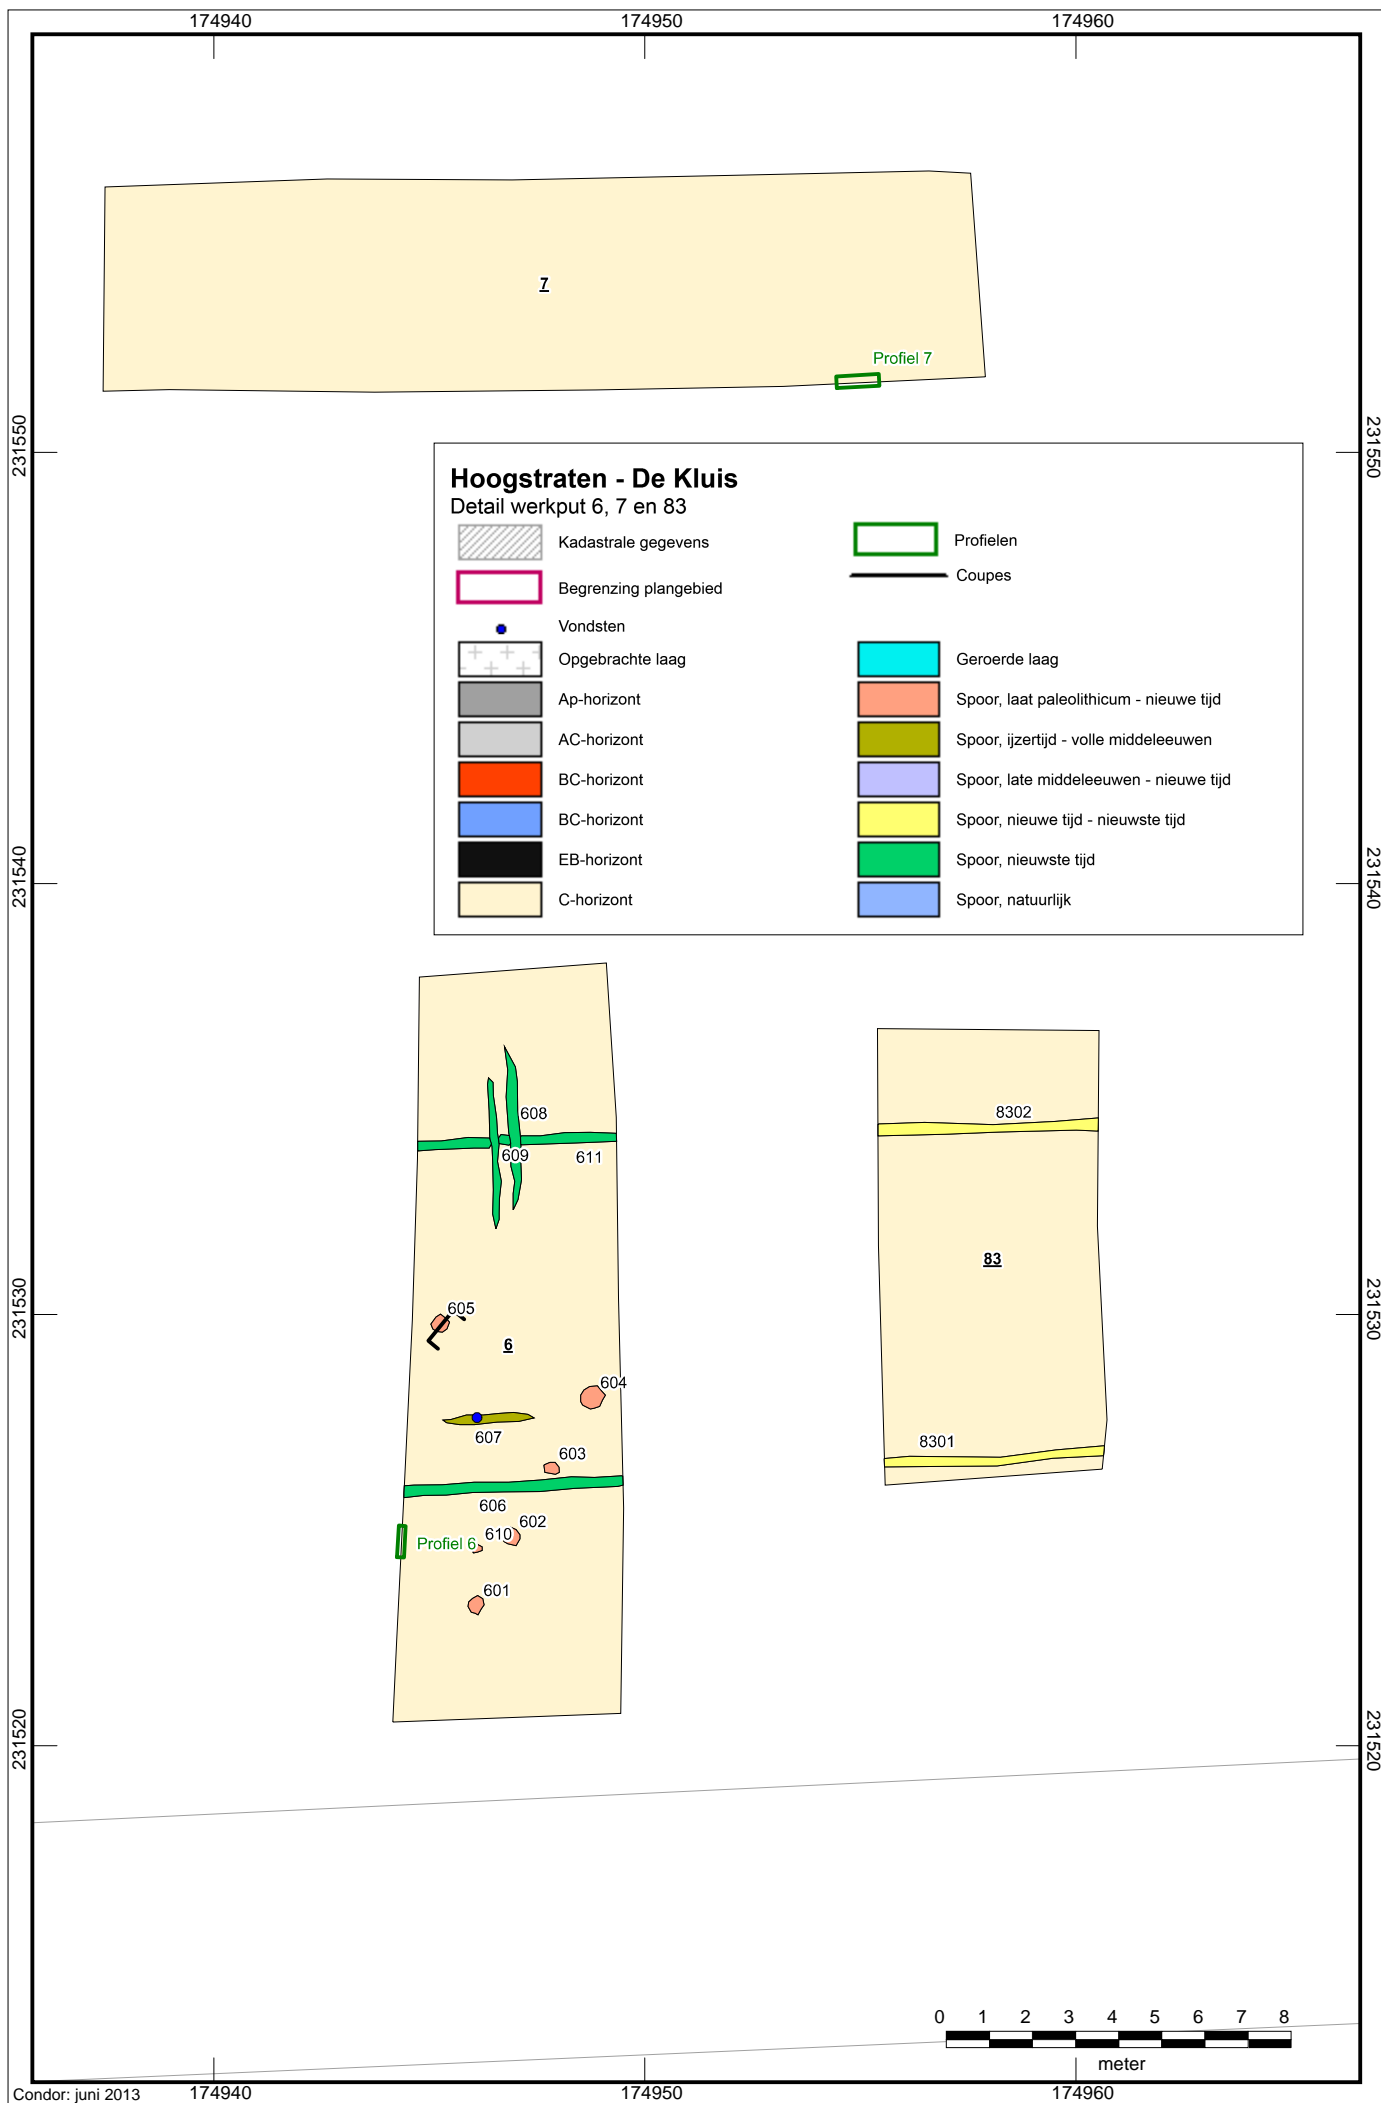 174940 174950 174960
7
Profiel 7
231550 231550
Hoogstraten - De Kluis
Detail werkput 6, 7 en 83
Kadastrale gegevens
Profielen
Begrenzing plangebied
Coupes
Vondsten
Opgebrachte laag
Geroerde laag
Ap-horizont
Spoor, laat paleolithicum - nieuwe tijd
AC-horizont
Spoor, ijzertijd - volle middeleeuwen
BC-horizont
Spoor, late middeleeuwen - nieuwe tijd
BC-horizont
Spoor, nieuwe tijd - nieuwste tijd
EB-horizont
Spoor, nieuwste tijd
C-horizont
Spoor, natuurlijk
231540 231540
608
8302
609
611
83
605
231530 231530
6
604
607
8301
603
606
602
610
Profiel 6
601
231520 231520
0 1 2 3 4 5 6 7 8
meter
Condor: juni 2013
174940 174950 174960